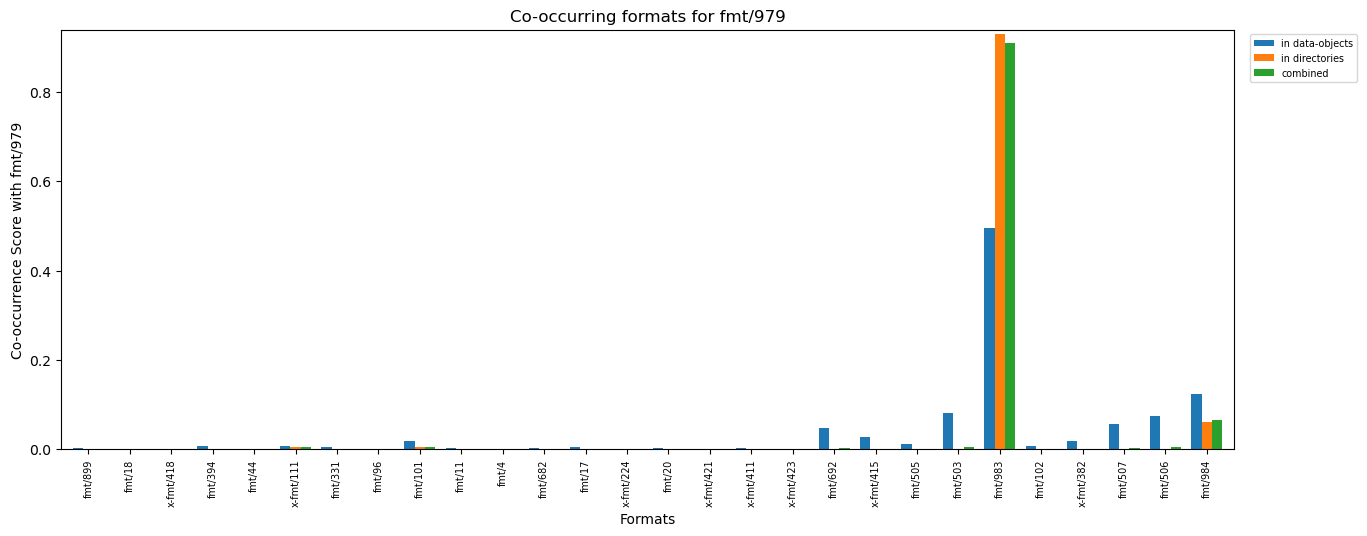 Co-occurring formats for fmt/979
in data-objects
in directories
combined
Co-occurrence Score with fmt/979
0.8
0.6
0.4
0.2
0.0
fmt/899
fmt/18
x-fmt/418
fmt/394
fmt/44
x-fmt/111
fmt/331
fmt/96
fmt/101
fmt/11
fmt/4
fmt/682
fmt/17
x-fmt/224
fmt/20
x-fmt/421
x-fmt/411
x-fmt/423
fmt/692
x-fmt/415
fmt/505
fmt/503
fmt/983
fmt/102
x-fmt/382
fmt/507
fmt/506
fmt/984
Formats